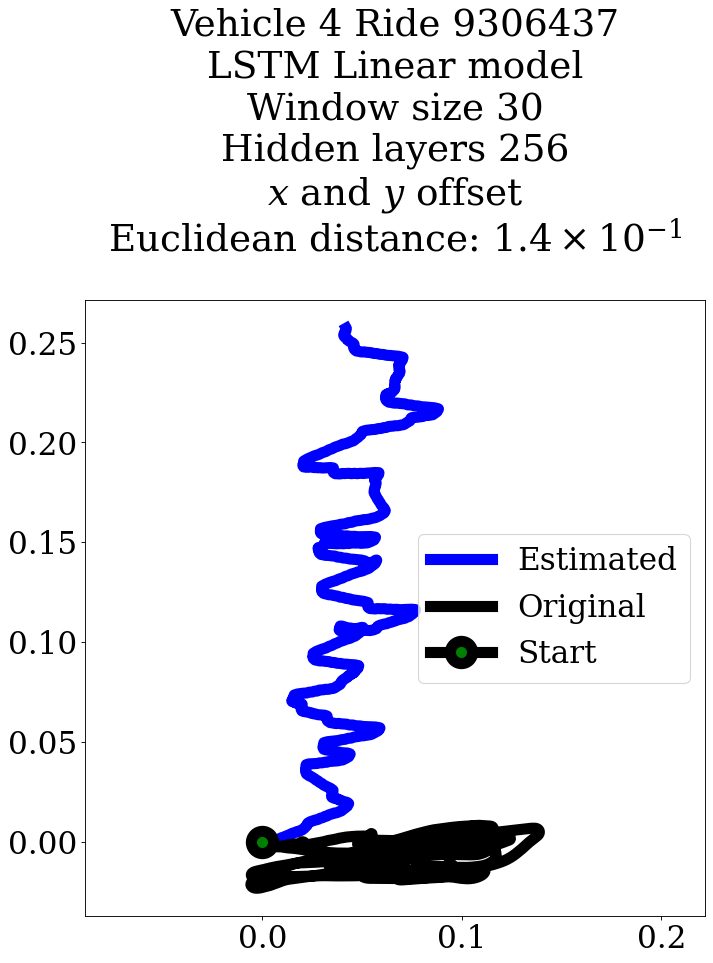 Vehicle 4 Ride 9306437
LSTM Linear model
Window size 30
Hidden layers 256
x and y offset
Euclidean distance: 1.4 × 10⁻¹
0.25
0.20
0.15
0.10
0.05
0.00
Estimated
Original
Start
0.0 0.1 0.2